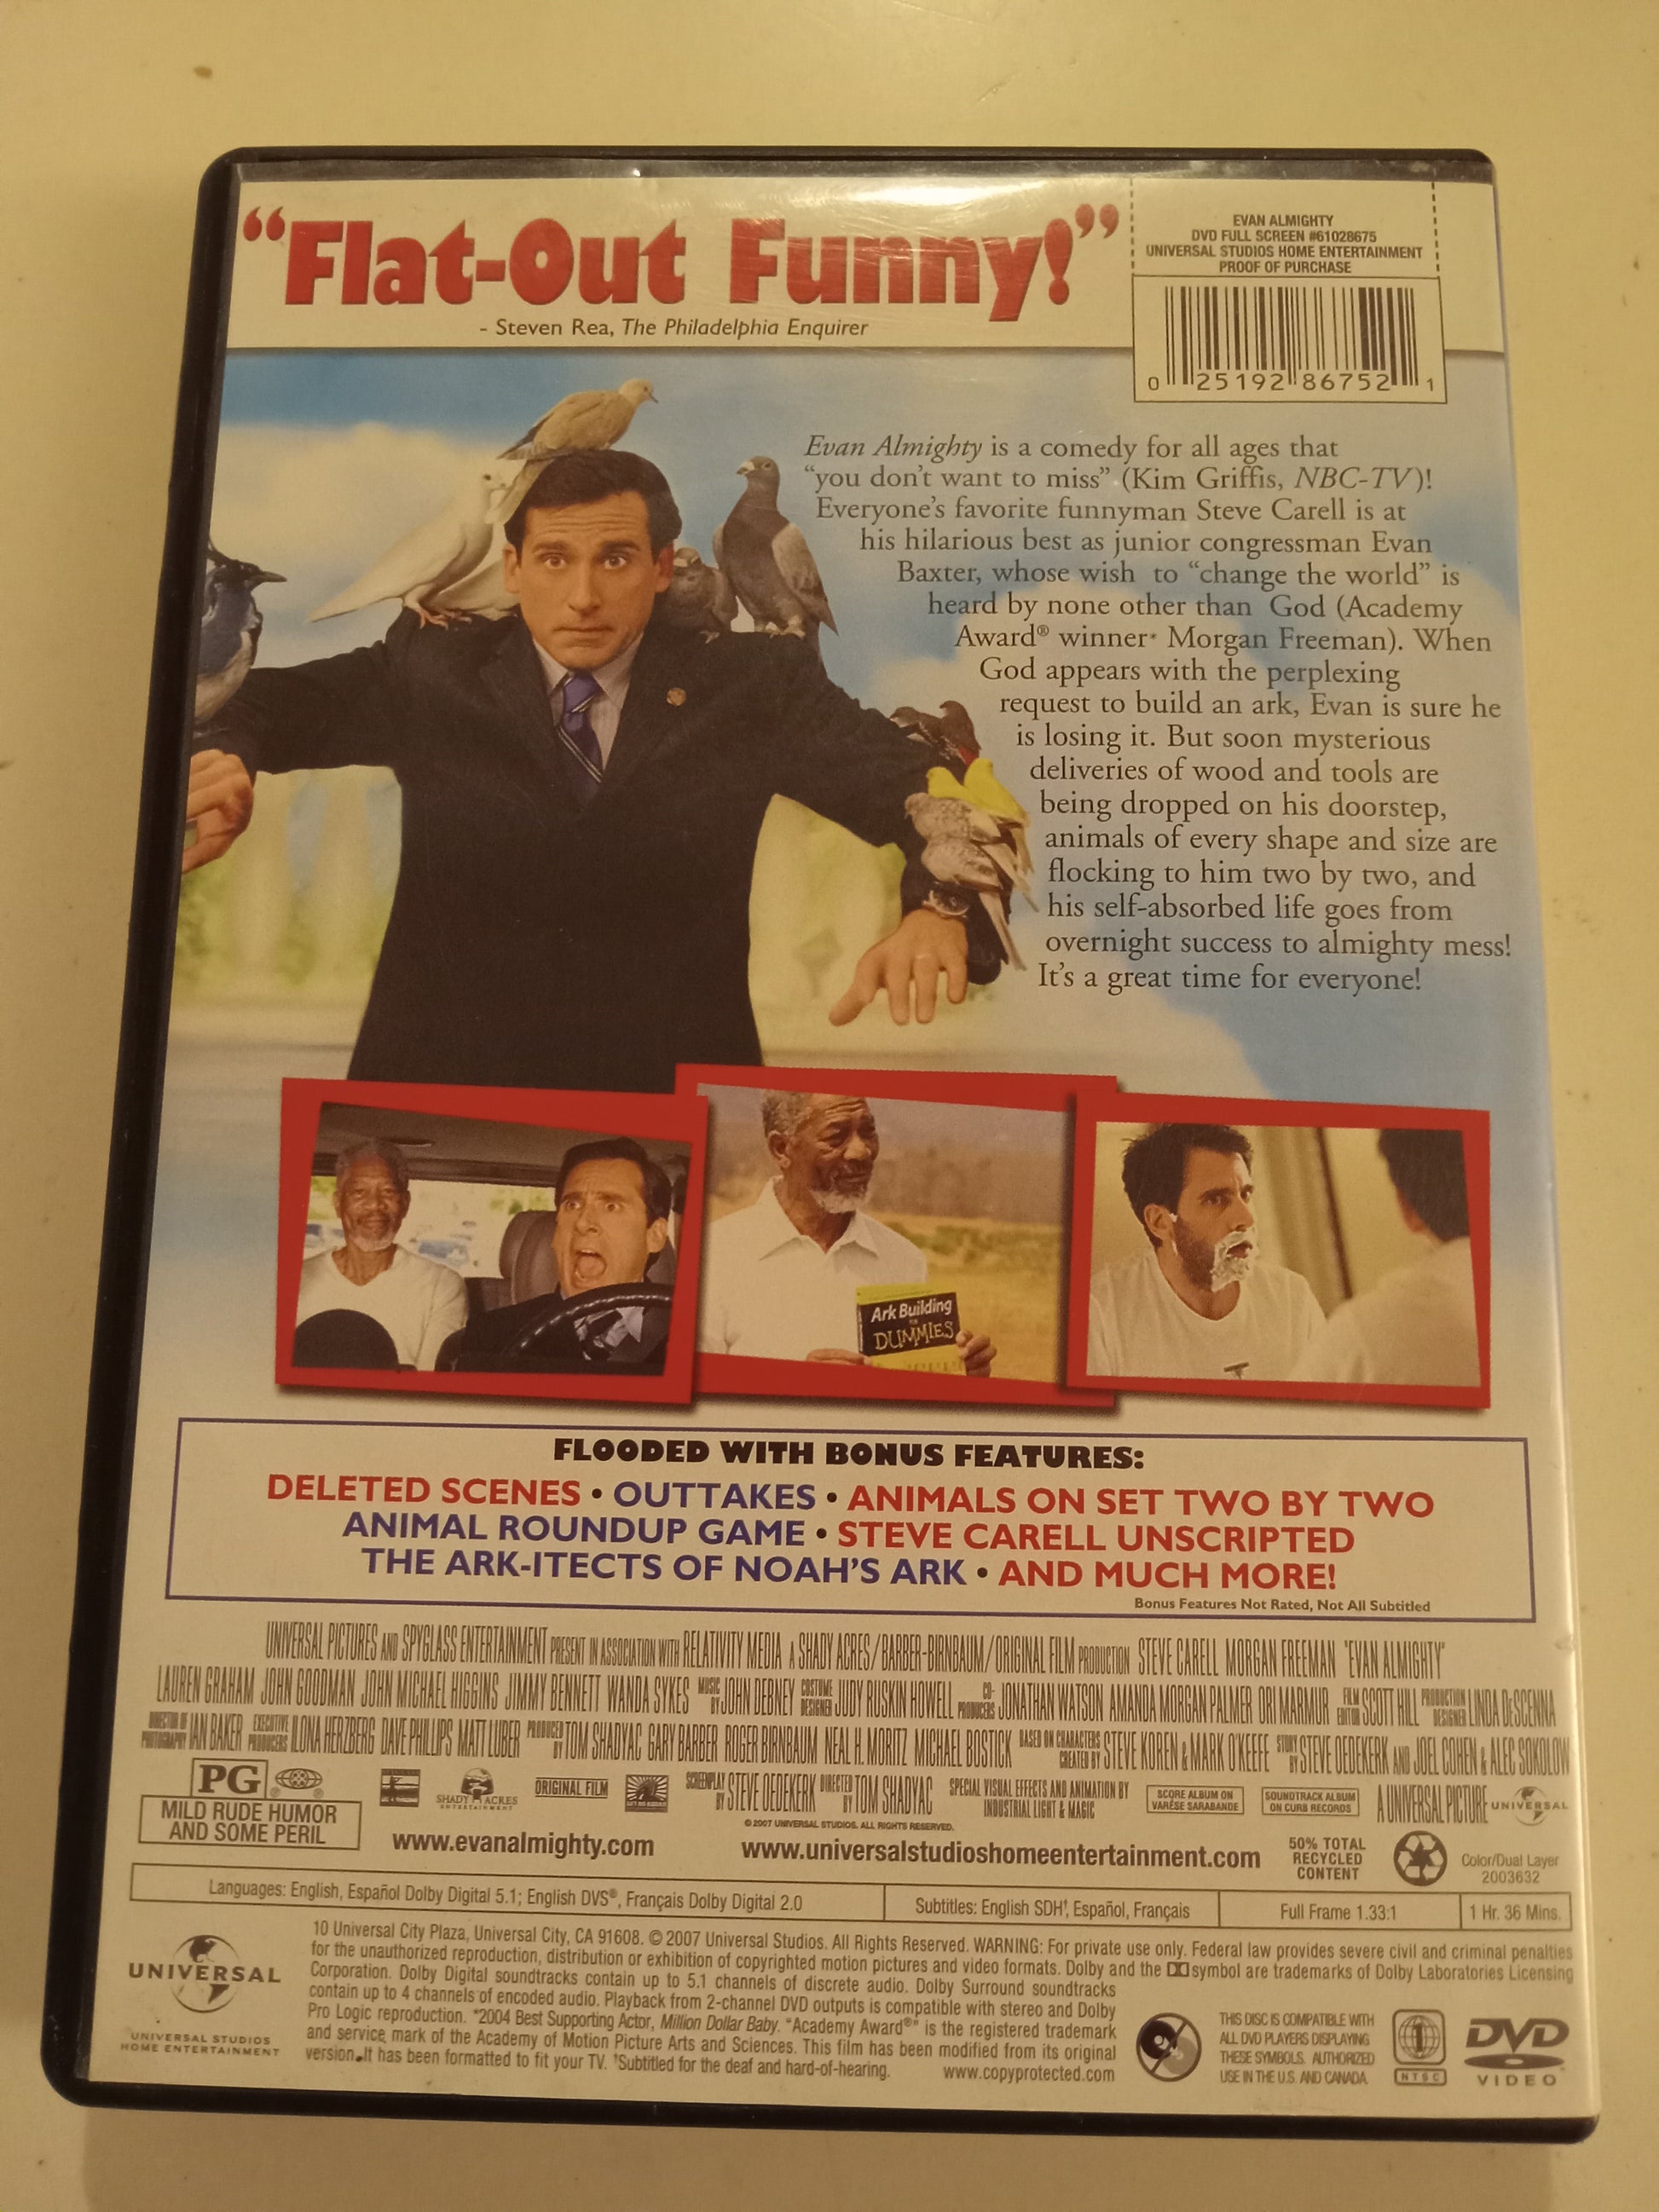 “Flat-Out Funny!”
- Steven Rea, The Philadelphia Enquirer
EVAN ALMIGHTY
DVD FULL SCREEN #61028675
UNIVERSAL STUDIOS HOME ENTERTAINMENT
PROOF OF PURCHASE
0 25192 86752 1
Evan Almighty is a comedy for all ages that
“you don’t want to miss” (Kim Griffis, NBC-TV)!
Everyone’s favorite funnyman Steve Carell is at
his hilarious best as junior congressman Evan
Baxter, whose wish to “change the world” is
heard by none other than God (Academy
Award® winner* Morgan Freeman). When
God appears with the perplexing
request to build an ark, Evan is sure he
is losing it. But soon mysterious
deliveries of wood and tools are
being dropped on his doorstep,
animals of every shape and size are
flocking to him two by two, and
his self-absorbed life goes from
overnight success to almighty mess!
It’s a great time for everyone!
Ark Building
FOR
DUMMIES
FLOODED WITH BONUS FEATURES:
DELETED SCENES • OUTTAKES • ANIMALS ON SET TWO BY TWO
ANIMAL ROUNDUP GAME • STEVE CARELL UNSCRIPTED
THE ARK-ITECTS OF NOAH’S ARK • AND MUCH MORE!
Bonus Features Not Rated, Not All Subtitled
UNIVERSAL PICTURES AND SPYGLASS ENTERTAINMENT PRESENT IN ASSOCIATION WITH RELATIVITY MEDIA A SHADY ACRES/BARBER-BIRNBAUM/ORIGINAL FILM PRODUCTION STEVE CARELL MORGAN FREEMAN "EVAN ALMIGHTY"
LAUREN GRAHAM JOHN GOODMAN JOHN MICHAEL HIGGINS JIMMY BENNETT WANDA SYKES MUSIC BY JOHN DEBNEY COSTUME DESIGNER JUDY RUSKIN HOWELL CO-PRODUCERS JONATHAN WATSON AMANDA MORGAN PALMER ORI MARMUR FILM EDITOR SCOTT HILL PRODUCTION DESIGNER LINDA DeSCENNA
DIRECTOR OF PHOTOGRAPHY IAN BAKER EXECUTIVE PRODUCERS ILONA HERZBERG DAVE PHILLIPS MATT LUBER PRODUCED BY TOM SHADYAC GARY BARBER ROGER BIRNBAUM NEAL H. MORITZ MICHAEL BOSTICK BASED ON CHARACTERS CREATED BY STEVE KOREN & MARK O'KEEFE STORY BY STEVE OEDEKERK AND JOEL COHEN & ALEC SOKOLOW
PG
MILD RUDE HUMOR
AND SOME PERIL
SHADY ACRES
ENTERTAINMENT
ORIGINAL FILM
SCREENPLAY BY STEVE OEDEKERK DIRECTED BY TOM SHADYAC
SPECIAL VISUAL EFFECTS AND ANIMATION BY
INDUSTRIAL LIGHT & MAGIC
SCORE ALBUM ON
VARÈSE SARABANDE
SOUNDTRACK ALBUM
ON CURB RECORDS
A UNIVERSAL PICTURE
UNIVERSAL
© 2007 UNIVERSAL STUDIOS. ALL RIGHTS RESERVED.
www.evanalmighty.com
www.universalstudioshomeentertainment.com
50% TOTAL
RECYCLED
CONTENT
Color/Dual Layer
2003632
Languages: English, Español Dolby Digital 5.1; English DVS®, Français Dolby Digital 2.0
Subtitles: English SDH†, Español, Français
Full Frame 1.33:1
1 Hr. 36 Mins.
UNIVERSAL
UNIVERSAL STUDIOS
HOME ENTERTAINMENT
10 Universal City Plaza, Universal City, CA 91608. © 2007 Universal Studios. All Rights Reserved. WARNING: For private use only. Federal law provides severe civil and criminal penalties
for the unauthorized reproduction, distribution or exhibition of copyrighted motion pictures and video formats. Dolby and the symbol are trademarks of Dolby Laboratories Licensing
Corporation. Dolby Digital soundtracks contain up to 5.1 channels of discrete audio. Dolby Surround soundtracks
contain up to 4 channels of encoded audio. Playback from 2-channel DVD outputs is compatible with stereo and Dolby
Pro Logic reproduction. *2004 Best Supporting Actor, Million Dollar Baby. “Academy Award®” is the registered trademark
and service mark of the Academy of Motion Picture Arts and Sciences. This film has been modified from its original
version. It has been formatted to fit your TV. †Subtitled for the deaf and hard-of-hearing.
www.copyprotected.com
THIS DISC IS COMPATIBLE WITH
ALL DVD PLAYERS DISPLAYING
THESE SYMBOLS. AUTHORIZED
USE IN THE U.S. AND CANADA.
1
NTSC
DVD
VIDEO